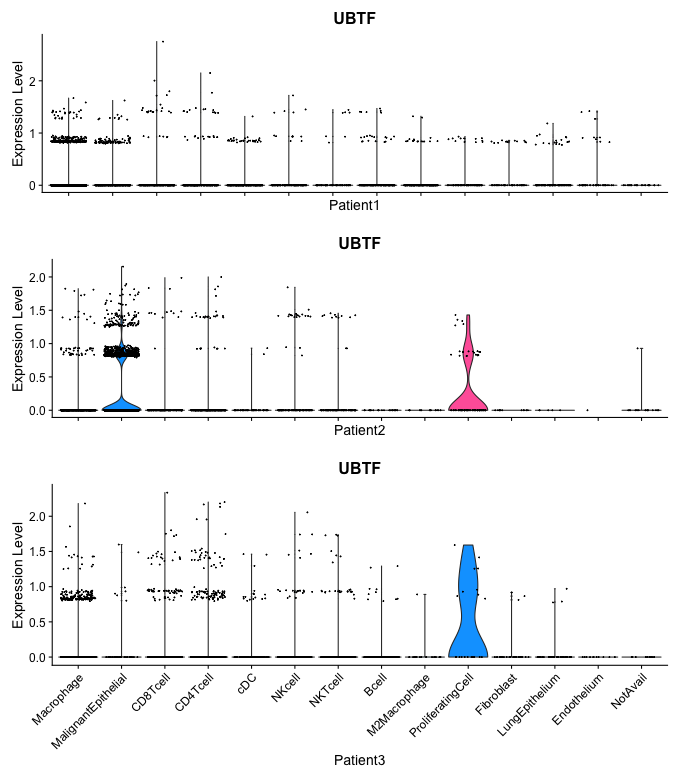 UBTF
Expression Level
2
1
0
Patient1
UBTF
Expression Level
2.0
1.5
1.0
0.5
0.0
Patient2
UBTF
Expression Level
2.0
1.5
1.0
0.5
0.0
Macrophage
MalignantEpithelial
CD8Tcell
CD4Tcell
cDC
NKcell
NKTcell
Bcell
M2Macrophage
ProliferatingCell
Fibroblast
LungEpithelium
Endothelium
NotAvail
Patient3